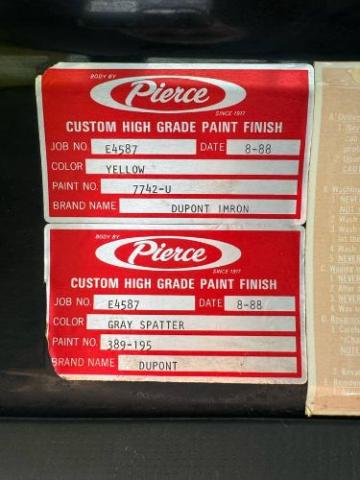 BODY BY
Pierce
SINCE 1917
CUSTOM HIGH GRADE PAINT FINISH
JOB NO. E4587 DATE 8-88
COLOR YELLOW
PAINT NO. 7742-U
BRAND NAME DUPONT IMRON
BODY BY
Pierce
SINCE 1917
CUSTOM HIGH GRADE PAINT FINISH
JOB NO. E4587 DATE 8-88
COLOR GRAY SPATTER
PAINT NO. 389-195
BRAND NAME DUPONT